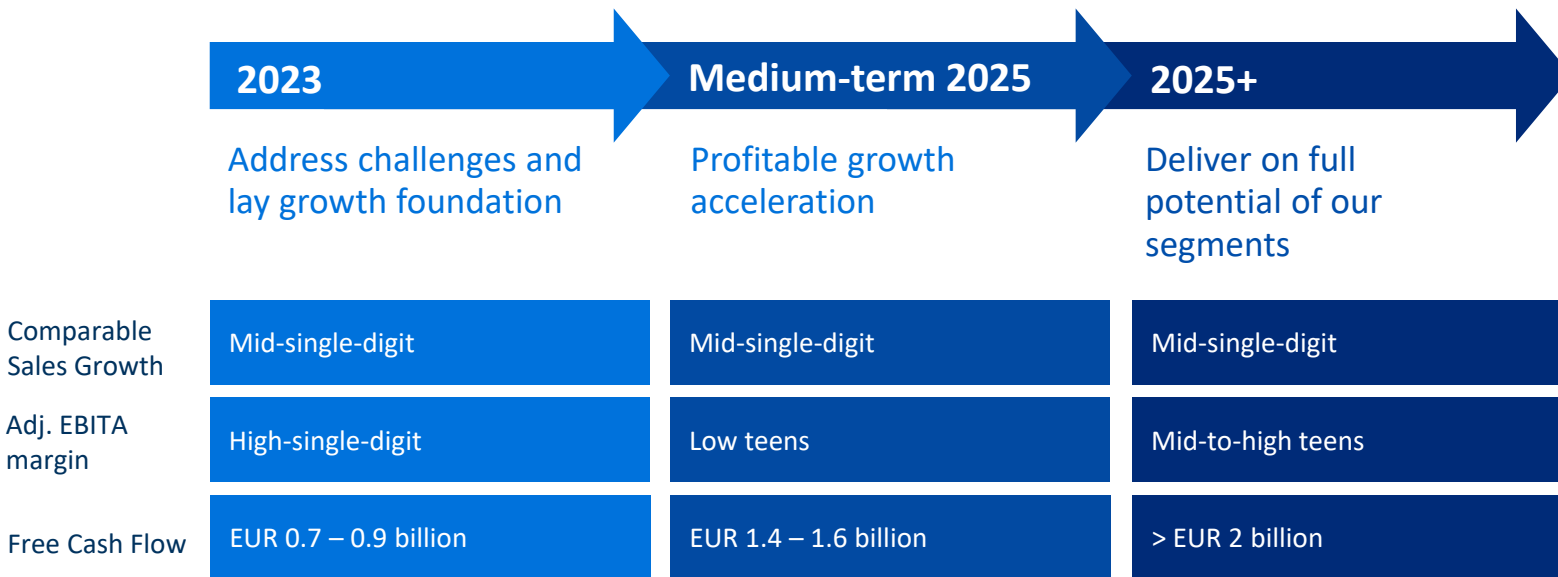 2023
Medium-term 2025
2025+
Address challenges and
lay growth foundation
Profitable growth
acceleration
Deliver on full
potential of our
segments
Comparable
Sales Growth
Mid-single-digit
Mid-single-digit
Mid-single-digit
Adj. EBITA
margin
High-single-digit
Low teens
Mid-to-high teens
Free Cash Flow
EUR 0.7 – 0.9 billion
EUR 1.4 – 1.6 billion
> EUR 2 billion